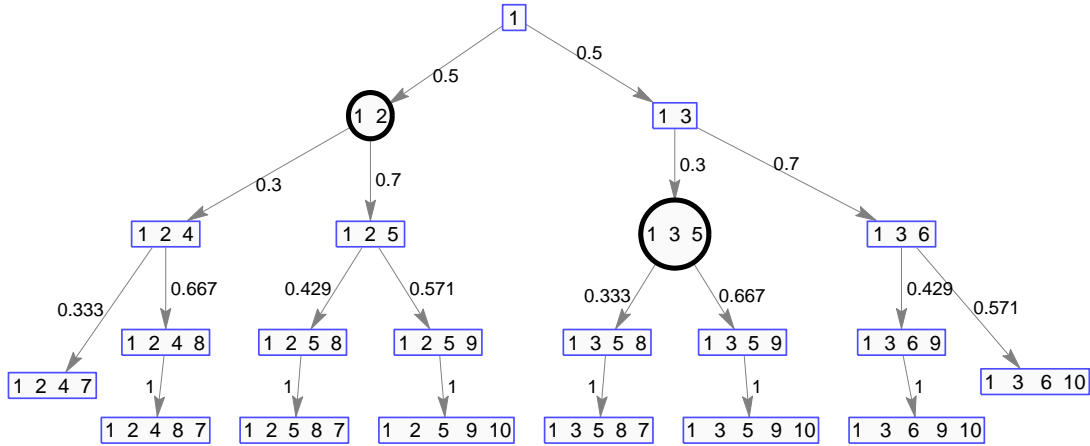 1
0.5
0.5
1 2
1 3
0.3
0.7
0.3
0.7
1 2 4
1 2 5
1 3 5
1 3 6
0.333
0.667
0.429
0.571
0.333
0.667
0.429
0.571
1 2 4 8
1 2 5 8
1 2 5 9
1 3 5 8
1 3 5 9
1 3 6 9
1 2 4 7
1 3 6 10
1
1
1
1
1
1
1 2 4 8 7
1 2 5 8 7
1 2 5 9 10
1 3 5 8 7
1 3 5 9 10
1 3 6 9 10